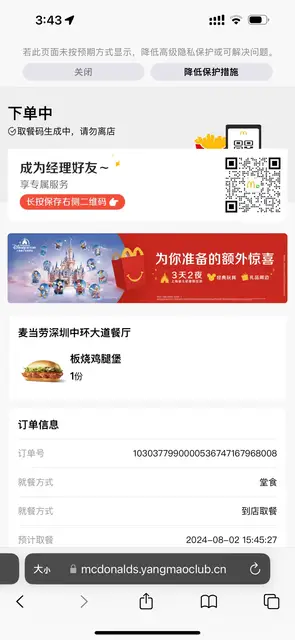 3:43
若此页面未按预期方式显示，降低高级隐私保护或可解决问题。
关闭
降低保护措施
下单中
取餐码生成中，请勿离店
成为经理好友～
享专属服务
长按保存右侧二维码
为你准备的额外惊喜
3天2夜
麦当劳深圳中环大道餐厅
板烧鸡腿堡
1份
订单信息
订单号 1030377990000536747167968008
就餐方式 堂食
就餐方式 到店取餐
预计取餐 2024-08-02 15:45:27
大小 mcdonalds.yangmaoclub.cn